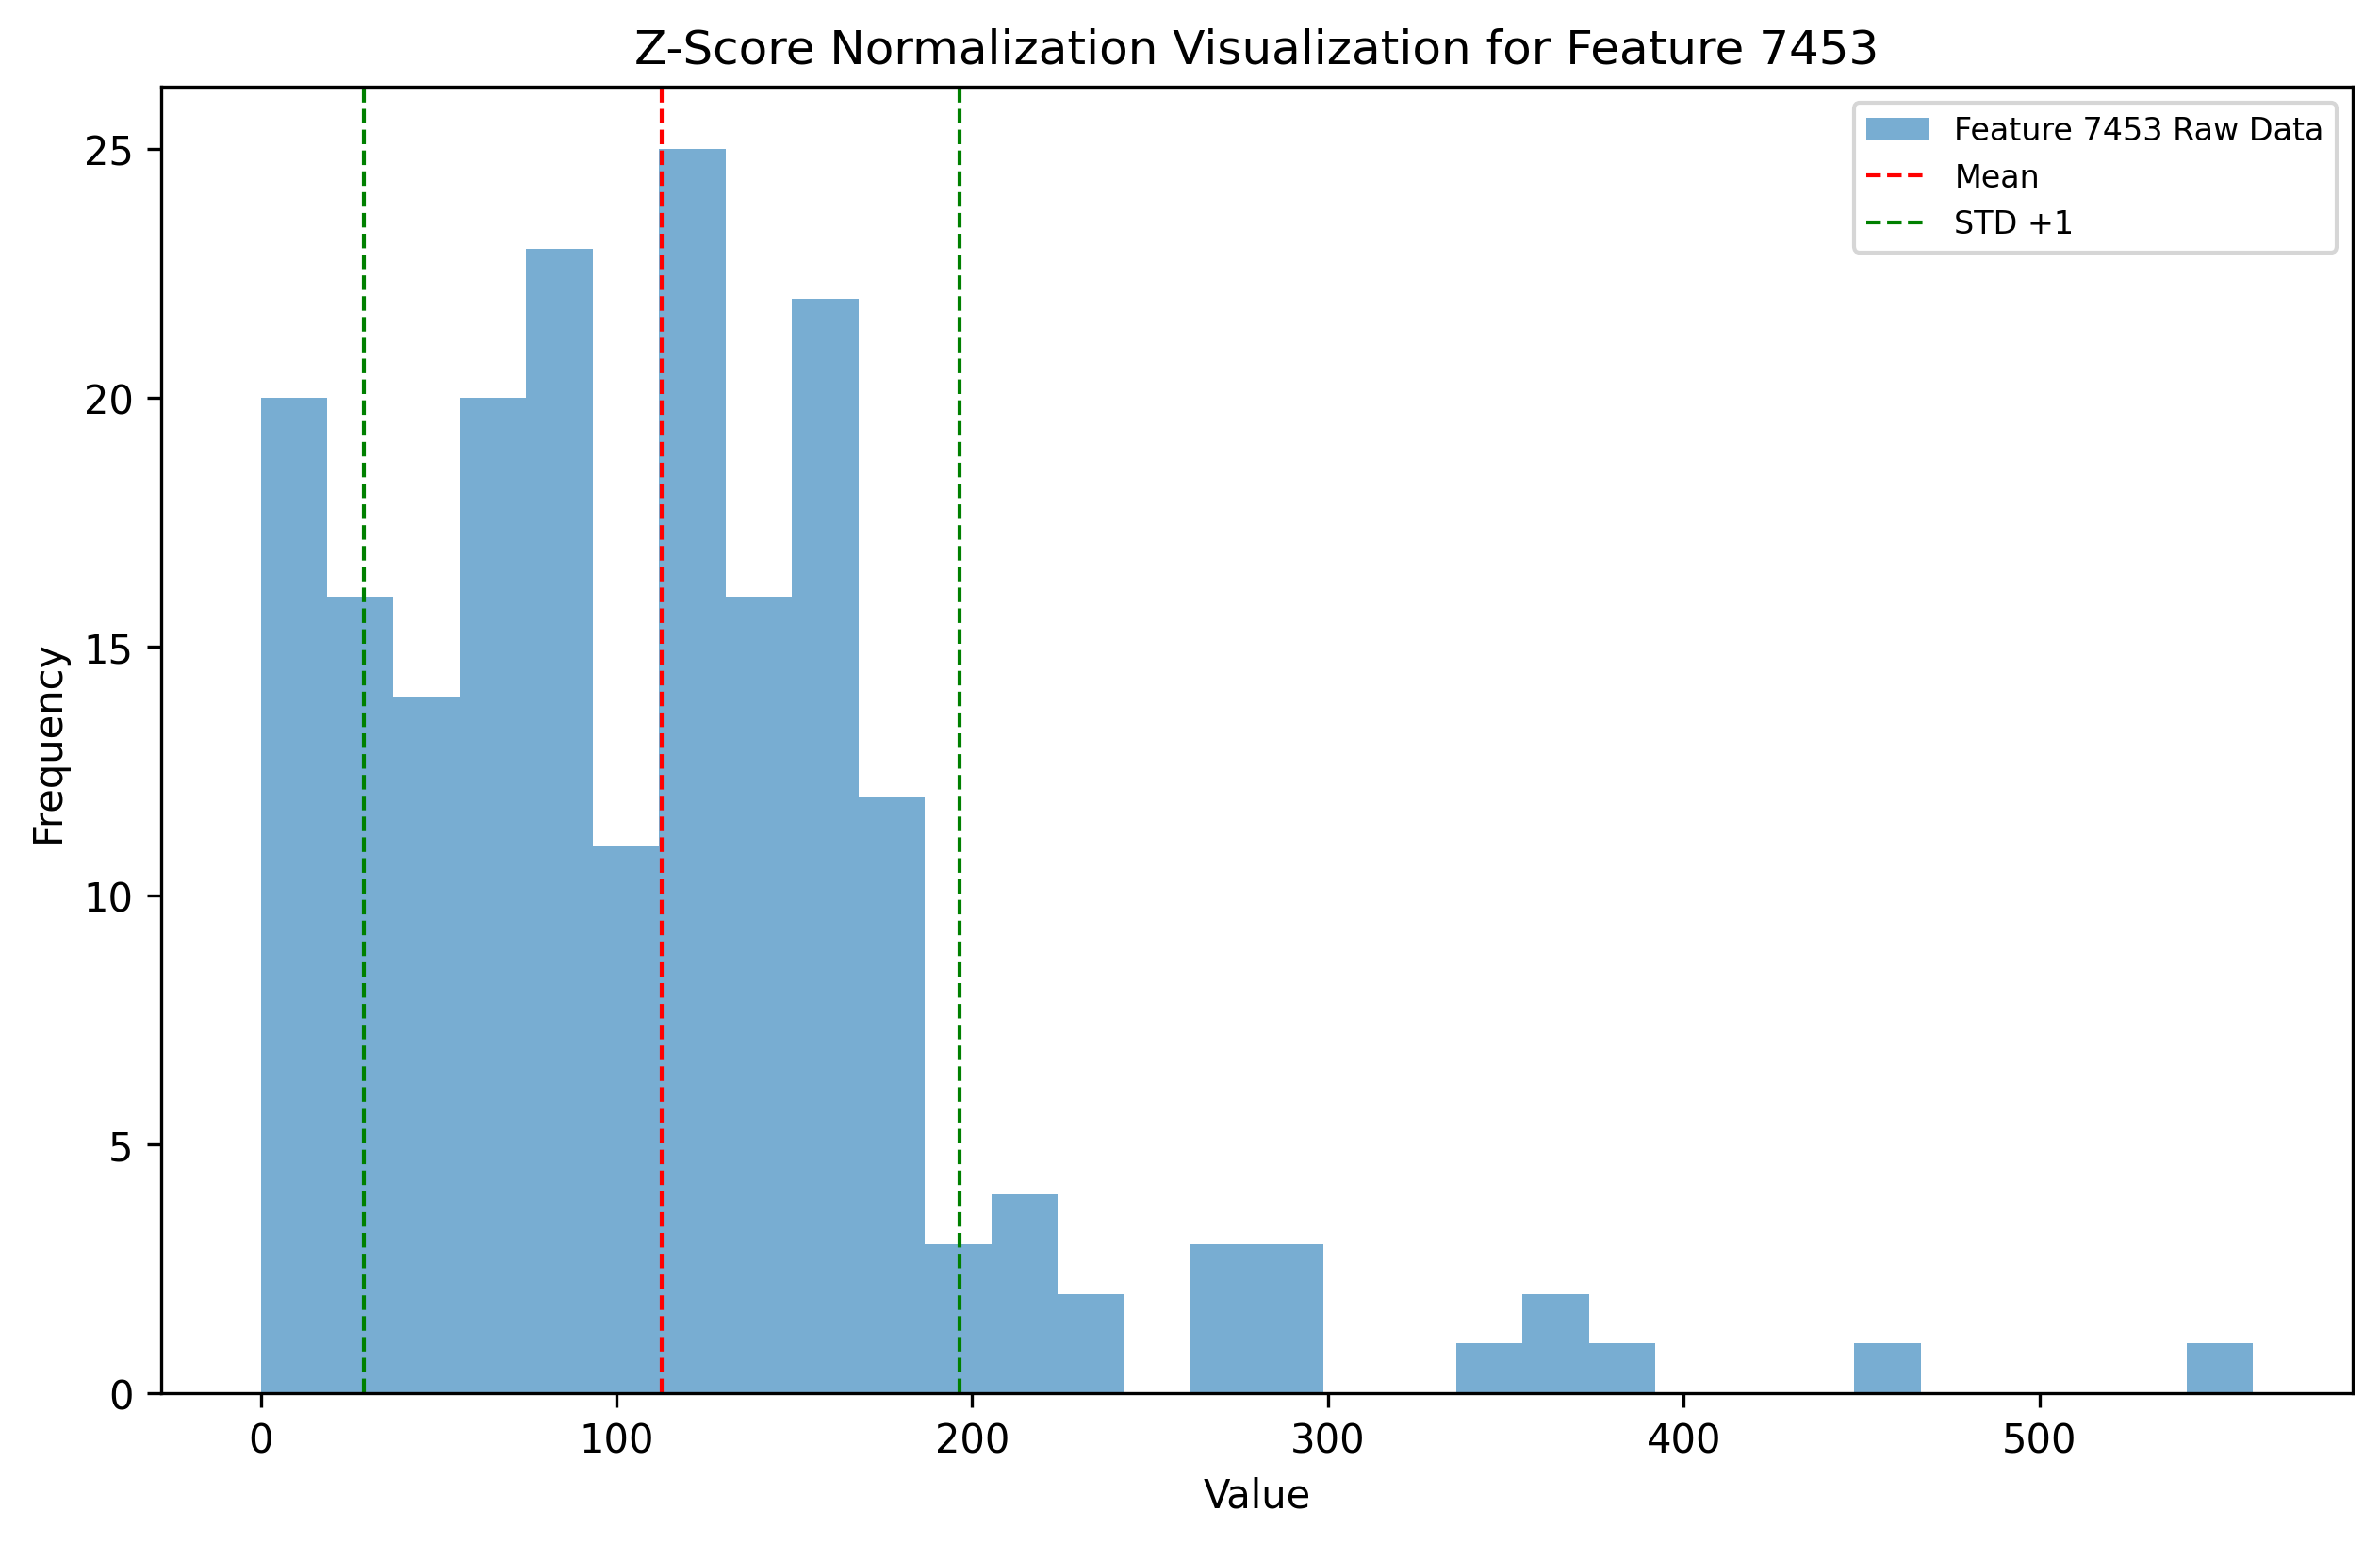 Z-Score Normalization Visualization for Feature 7453
Feature 7453 Raw Data
Mean
STD +1
25
20
15
10
5
0
Frequency
0 100 200 300 400 500
Value